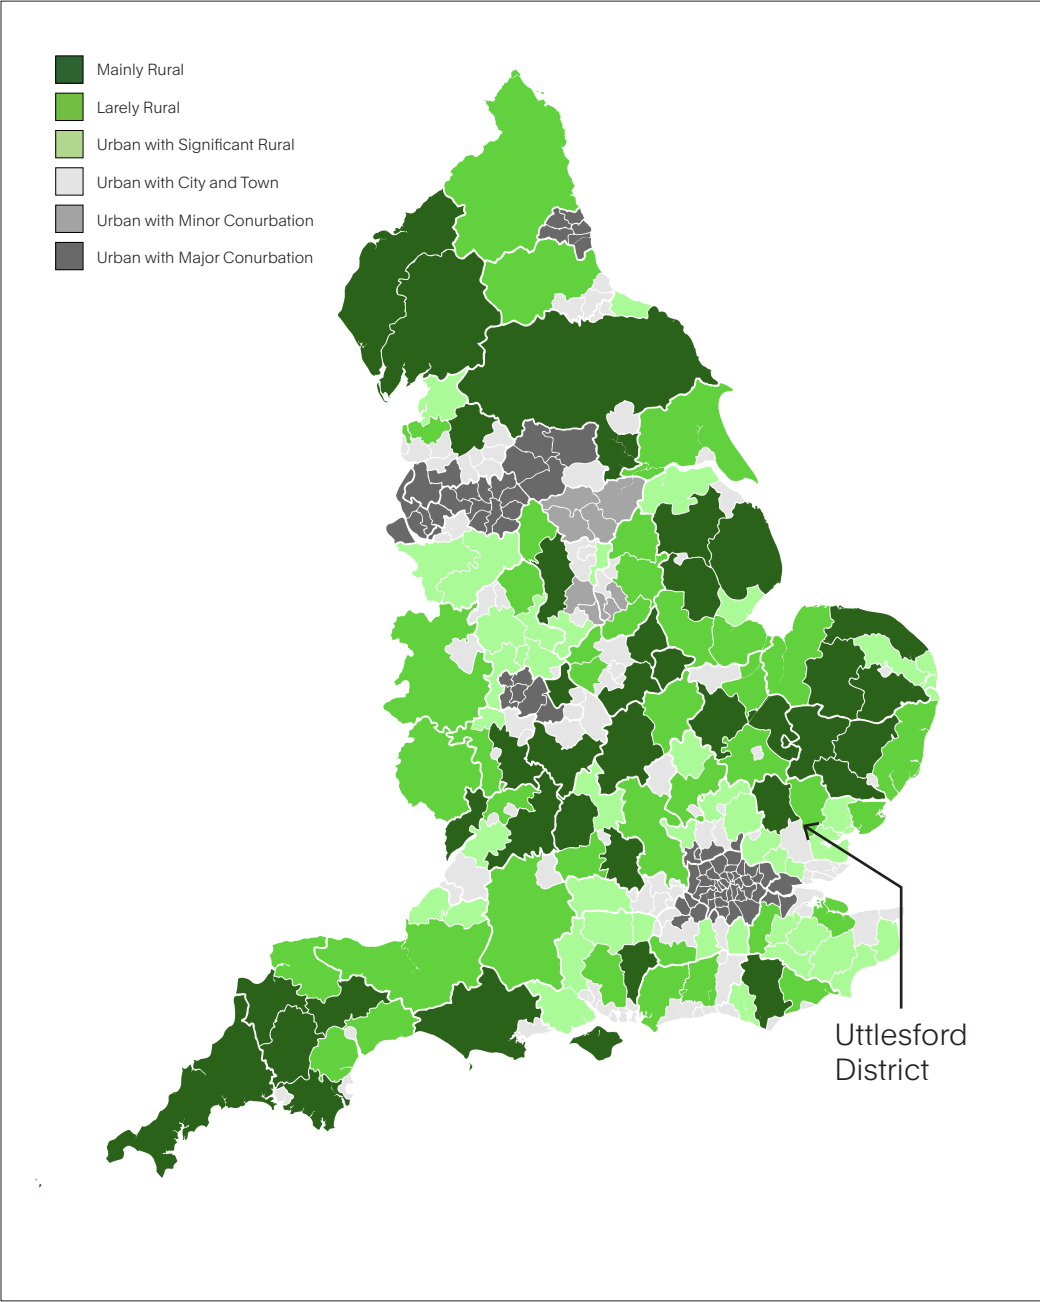 Mainly Rural
Larely Rural
Urban with Significant Rural
Urban with City and Town
Urban with Minor Conurbation
Urban with Major Conurbation
Uttlesford
District